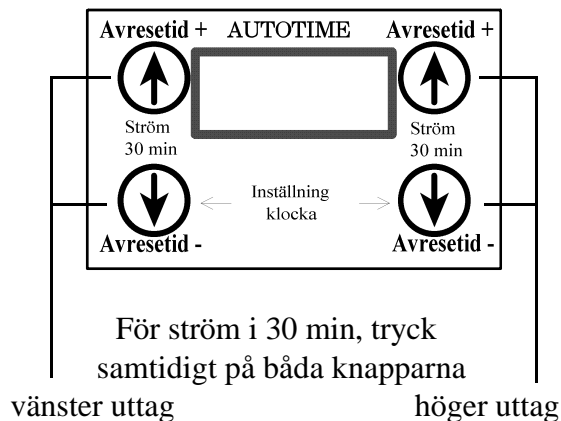 Avresetid + AUTOTIME Avresetid +
Ström
30 min
Ström
30 min
Inställning
klocka
Avresetid -
Avresetid -
För ström i 30 min, tryck
samtidigt på båda knapparna
vänster uttag
höger uttag